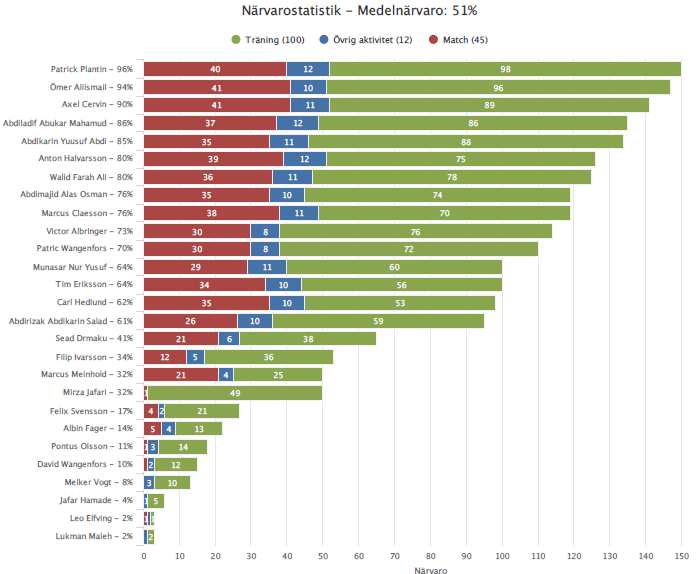 Närvarostatistik - Medelnärvaro: 51%
Träning (100) Övrig aktivitet (12) Match (45)
Patrick Plantin - 96% 40 12 98
Ömer Aliismail - 94% 41 10 96
Axel Cervin - 90% 41 11 89
Abdiladif Abukar Mahamud - 86% 37 12 86
Abdikarin Yuusuf Abdi - 85% 35 11 88
Anton Halvarsson - 80% 39 12 75
Walid Farah Ali - 80% 36 11 78
Abdimajid Alas Osman - 76% 35 10 74
Marcus Claesson - 76% 38 11 70
Victor Albringer - 73% 30 8 76
Patric Wangenfors - 70% 30 8 72
Munasar Nur Yusuf - 64% 29 11 60
Tim Eriksson - 64% 34 10 56
Carl Hedlund - 62% 35 10 53
Abdirizak Abdikarin Salad - 61% 26 10 59
Sead Drmaku - 41% 21 6 38
Filip Ivarsson - 34% 12 5 36
Marcus Meinhold - 32% 21 4 25
Mirza Jafari - 32% 1 49
Felix Svensson - 17% 4 2 21
Albin Fager - 14% 5 4 13
Pontus Olsson - 11% 1 3 14
David Wangenfors - 10% 2 12
Melker Vogt - 8% 3 10
Jafar Hamade - 4% 1 5
Leo Elfving - 2% 1
Lukman Maleh - 2% 2
0 10 20 30 40 50 60 70 80 90 100 110 120 130 140 150
Närvaro